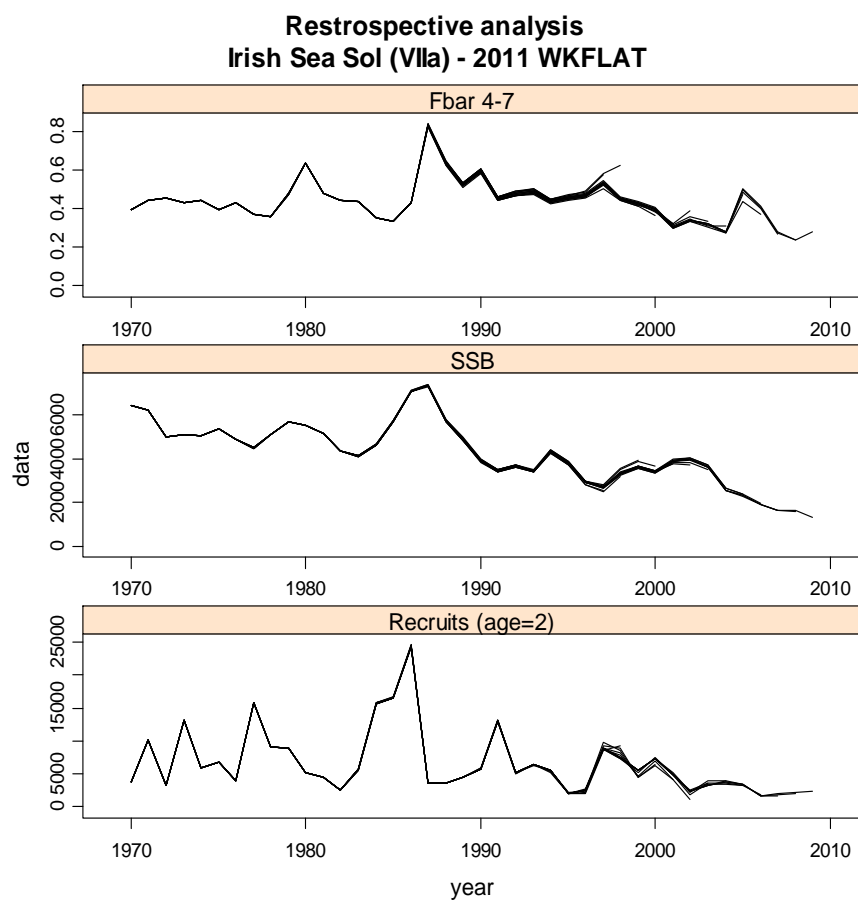 Restrospective analysis
Irish Sea Sol (VIIa) - 2011 WKFLAT
Fbar 4-7
0.8
0.6
0.4
0.2
0.0
1970 1980 1990 2000 2010
SSB
6000
4000
2000
0
1970 1980 1990 2000 2010
data
Recruits (age=2)
25000
15000
5000
0
1970 1980 1990 2000 2010
year